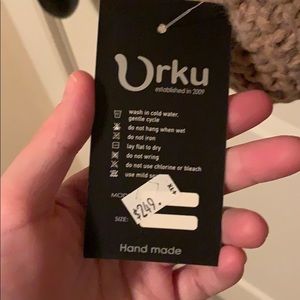 Urku
established in 2009
wash in cold water,
gentle cycle
do not hang when wet
do not iron
lay flat to dry
do not wring
do not use chlorine or bleach
use mild
$249.
SIZE:
Hand made